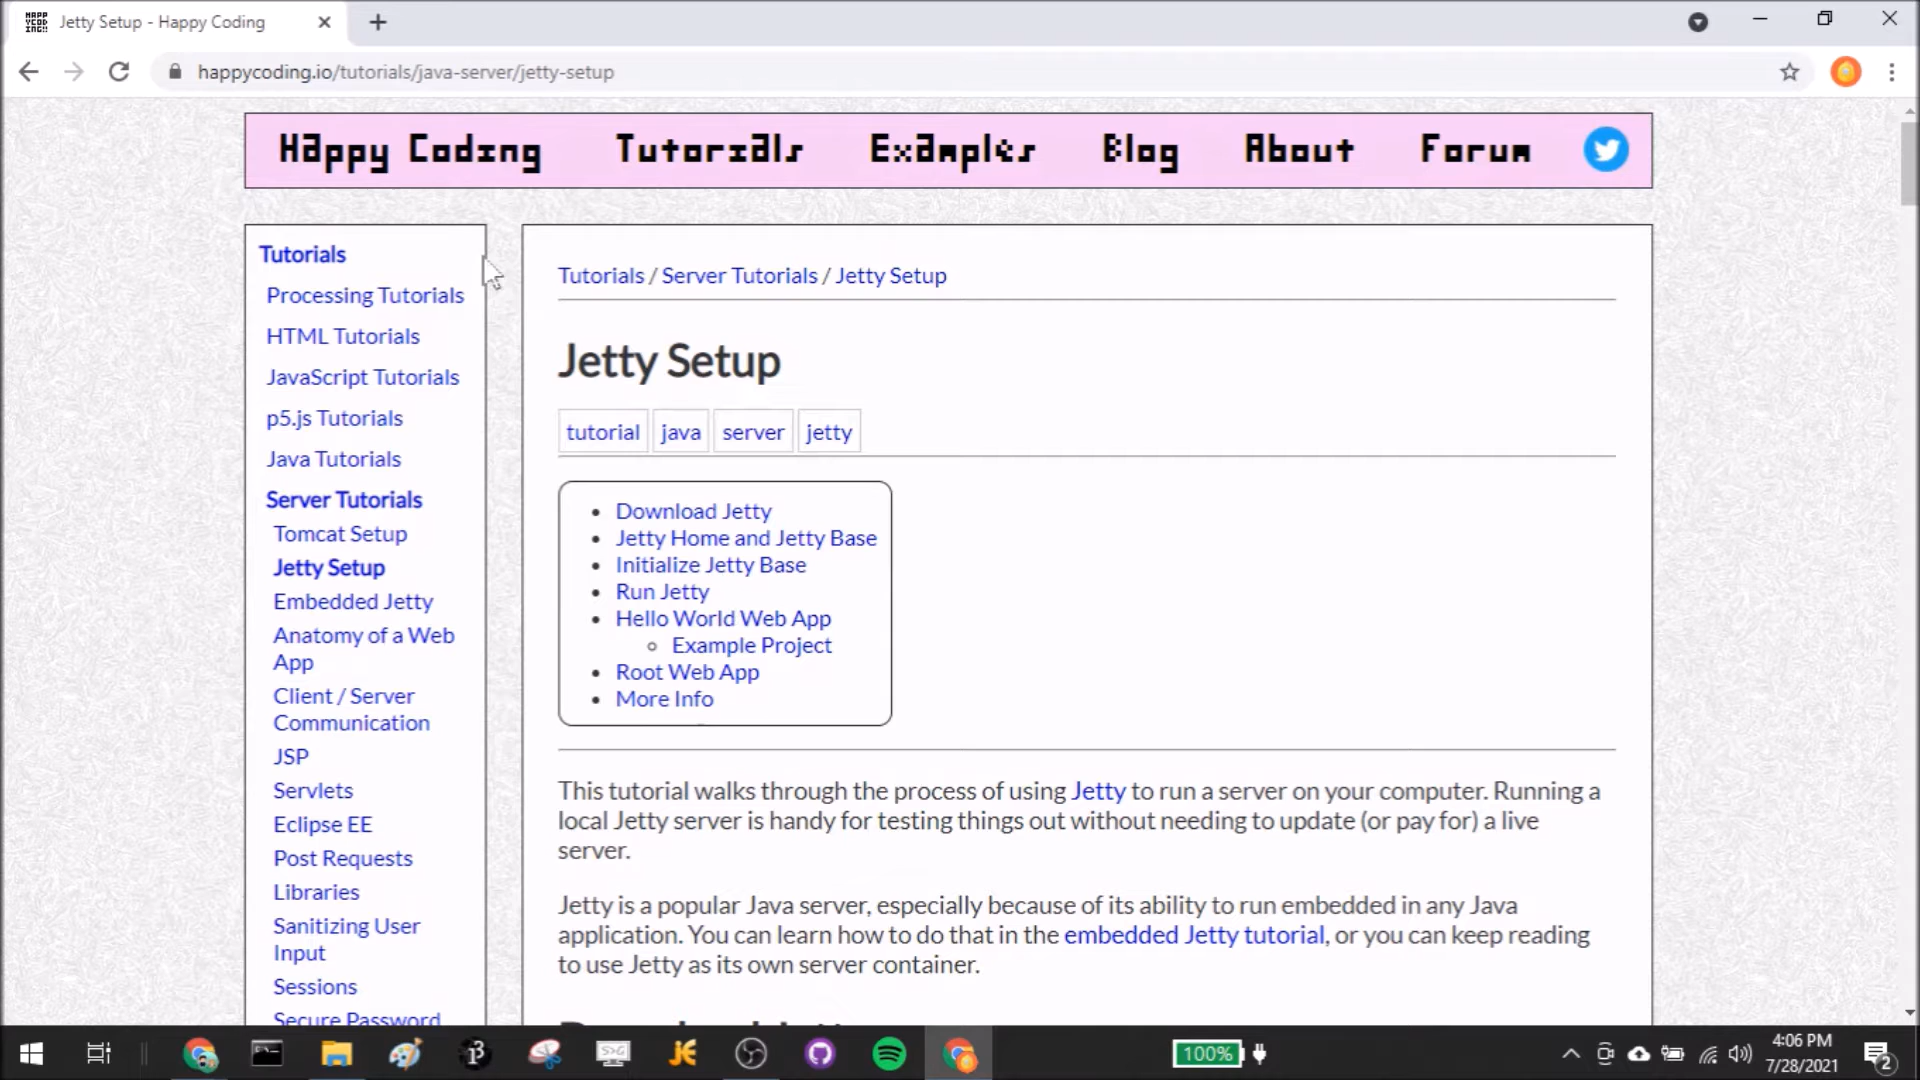 Jetty Setup - Happy Coding
happycoding.io/tutorials/java-server/jetty-setup
Happy Coding Tutorials Examples Blog About Forum
Tutorials
Processing Tutorials
HTML Tutorials
JavaScript Tutorials
p5.js Tutorials
Java Tutorials
Server Tutorials
Tomcat Setup
Jetty Setup
Embedded Jetty
Anatomy of a Web
App
Client / Server
Communication
JSP
Servlets
Eclipse EE
Post Requests
Libraries
Sanitizing User
Input
Sessions
Secure Password
Tutorials / Server Tutorials / Jetty Setup
Jetty Setup
tutorial java server jetty
Download Jetty
Jetty Home and Jetty Base
Initialize Jetty Base
Run Jetty
Hello World Web App
Example Project
Root Web App
More Info
This tutorial walks through the process of using Jetty to run a server on your computer. Running a
local Jetty server is handy for testing things out without needing to update (or pay for) a live
server.
Jetty is a popular Java server, especially because of its ability to run embedded in any Java
application. You can learn how to do that in the embedded Jetty tutorial, or you can keep reading
to use Jetty as its own server container.
100%
4:06 PM
7/28/2021
2